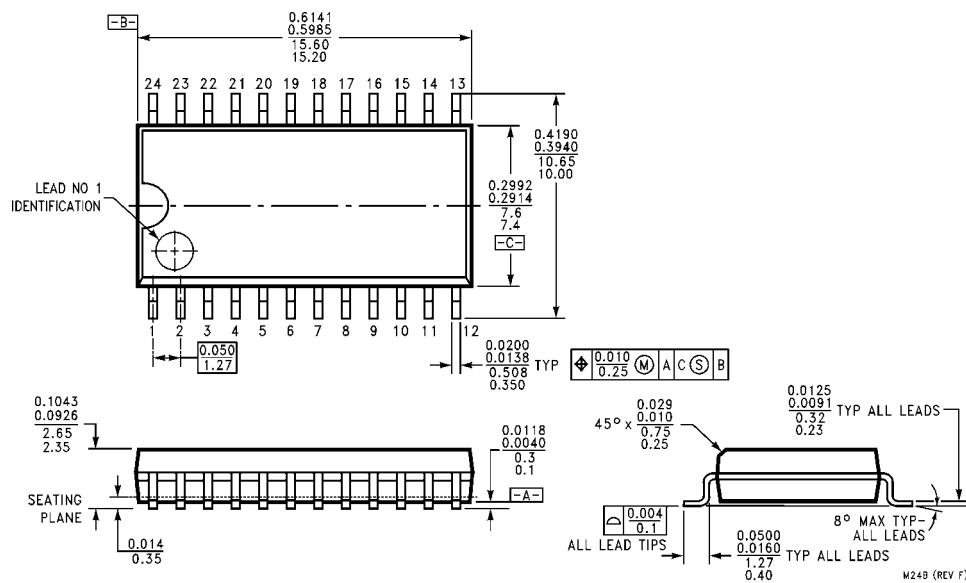 -B-
0.6141
0.5985
15.60
15.20
24 23 22 21 20 19 18 17 16 15 14 13
0.4190
0.3940
10.65
10.00
LEAD NO 1
IDENTIFICATION
0.2992
0.2914
7.6
7.4
-C-
1 2 3 4 5 6 7 8 9 10 11 12
0.050
1.27
0.0200
0.0138
0.508
0.350
TYP
0.010
0.25
M A C S B
0.1043
0.0926
2.65
2.35
0.0118
0.0040
0.3
0.1
-A-
SEATING
PLANE
0.014
0.35
45° x
0.029
0.010
0.75
0.25
0.0125
0.0091
0.32
0.23
TYP ALL LEADS
0.004
0.1
ALL LEAD TIPS
0.0500
0.0160
1.27
0.40
TYP ALL LEADS
8° MAX TYP-
ALL LEADS
M24B (REV F)